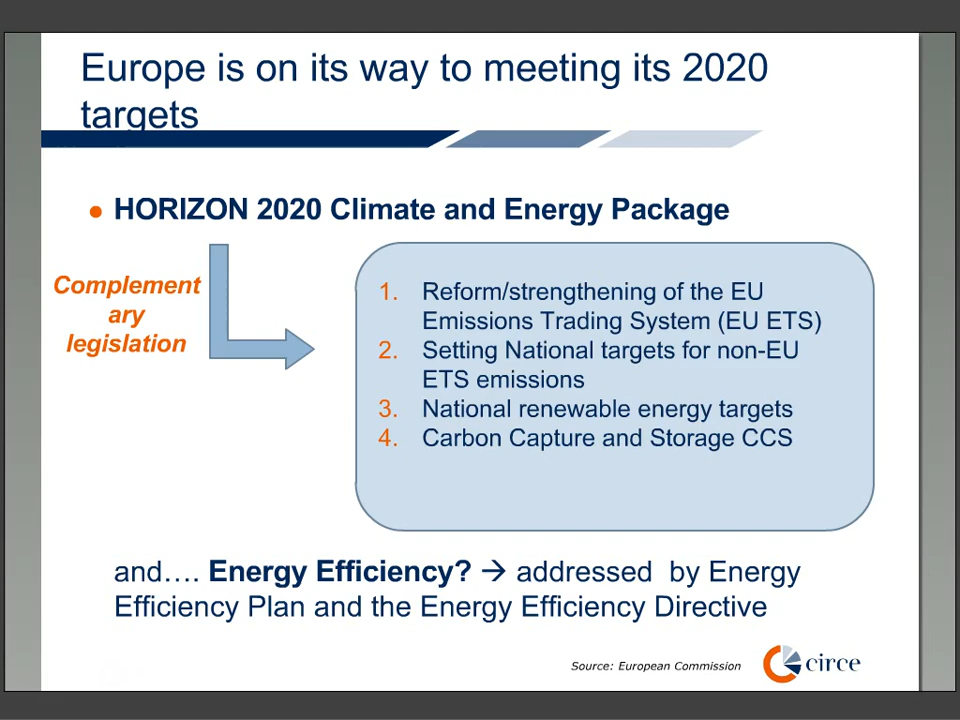 Europe is on its way to meeting its 2020
targets
● HORIZON 2020 Climate and Energy Package
Complement
ary
legislation
1. Reform/strengthening of the EU
Emissions Trading System (EU ETS)
2. Setting National targets for non-EU
ETS emissions
3. National renewable energy targets
4. Carbon Capture and Storage CCS
and…. Energy Efficiency? → addressed by Energy
Efficiency Plan and the Energy Efficiency Directive
Source: European Commission
circe